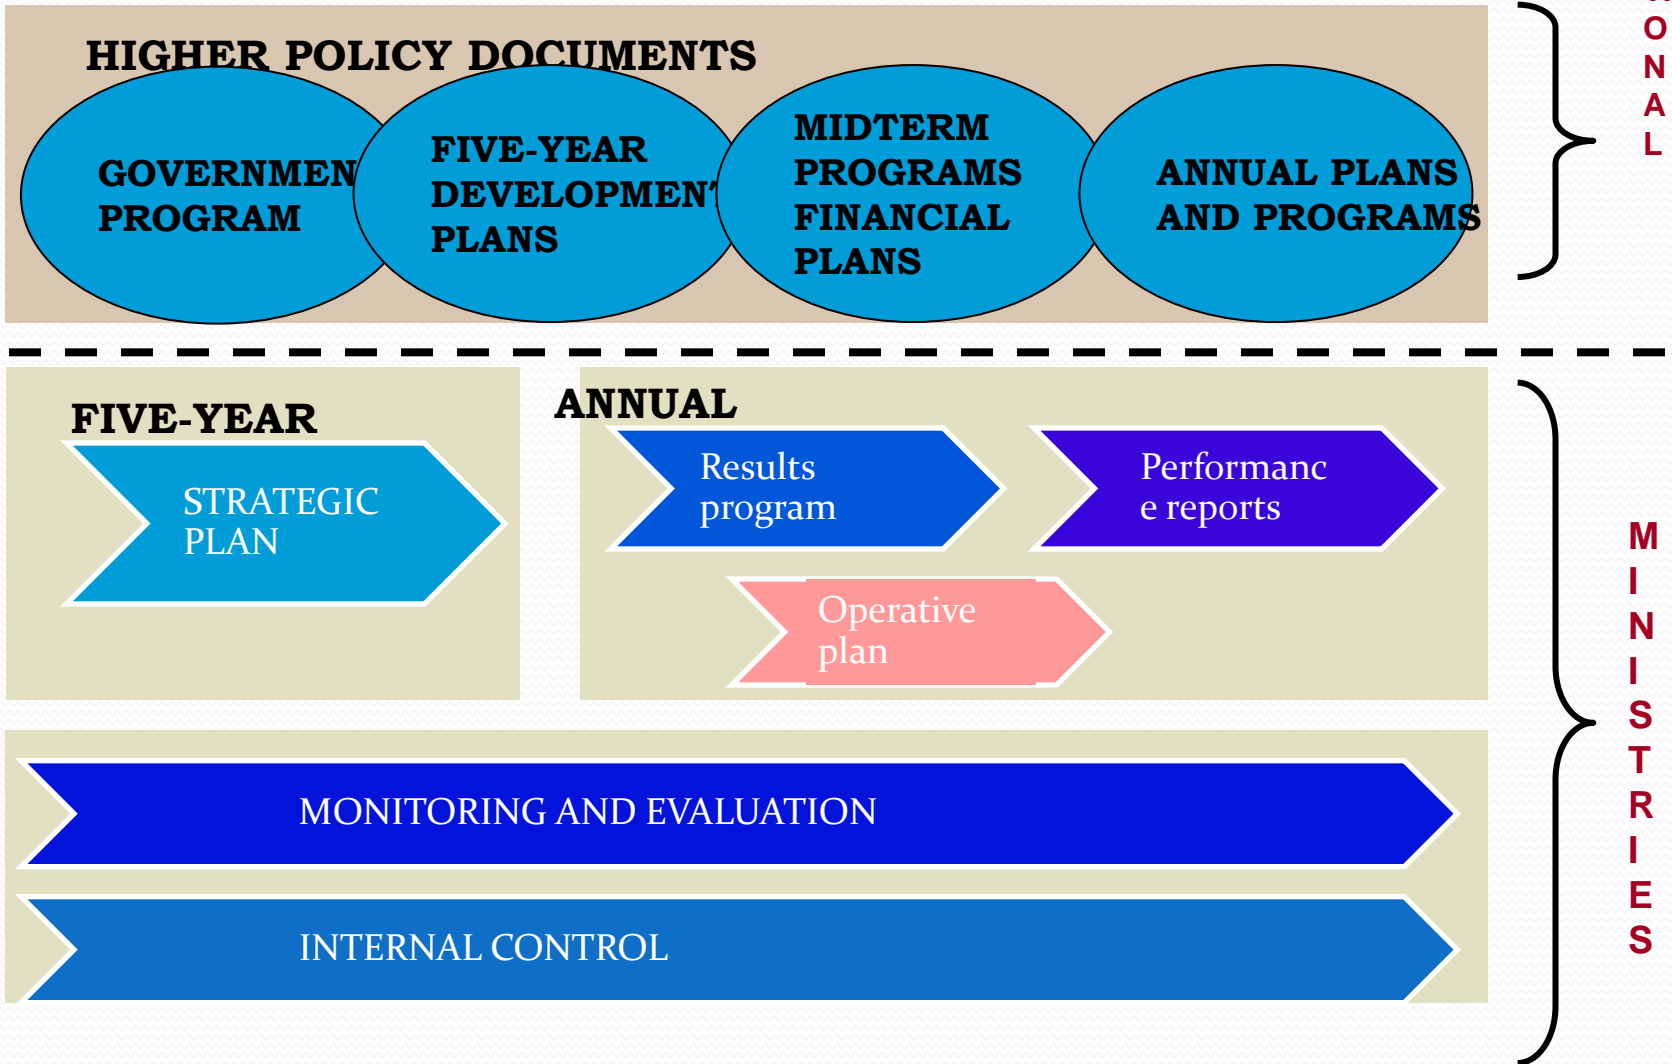 HIGHER POLICY DOCUMENTS
GOVERNMEN
PROGRAM
FIVE-YEAR
DEVELOPMENT
PLANS
MIDTERM
PROGRAMS
FINANCIAL
PLANS
ANNUAL PLANS
AND PROGRAMS
O
N
A
L
FIVE-YEAR
STRATEGIC
PLAN
ANNUAL
Results
program
Performanc
e reports
Operative
plan
MONITORING AND EVALUATION
INTERNAL CONTROL
M
I
N
I
S
T
R
I
E
S